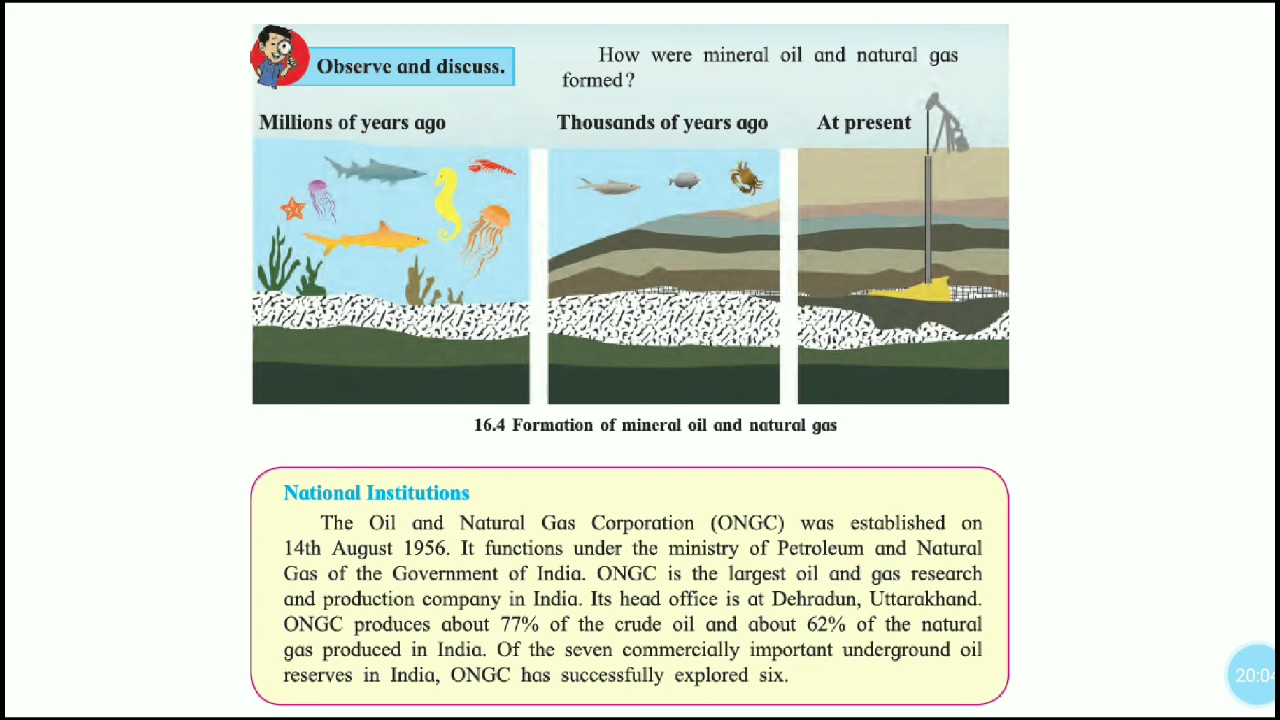 Observe and discuss.
How were mineral oil and natural gas
formed?
Millions of years ago
Thousands of years ago
At present
16.4 Formation of mineral oil and natural gas
National Institutions
The Oil and Natural Gas Corporation (ONGC) was established on
14th August 1956. It functions under the ministry of Petroleum and Natural
Gas of the Government of India. ONGC is the largest oil and gas research
and production company in India. Its head office is at Dehradun, Uttarakhand.
ONGC produces about 77% of the crude oil and about 62% of the natural
gas produced in India. Of the seven commercially important underground oil
reserves in India, ONGC has successfully explored six.
20:04